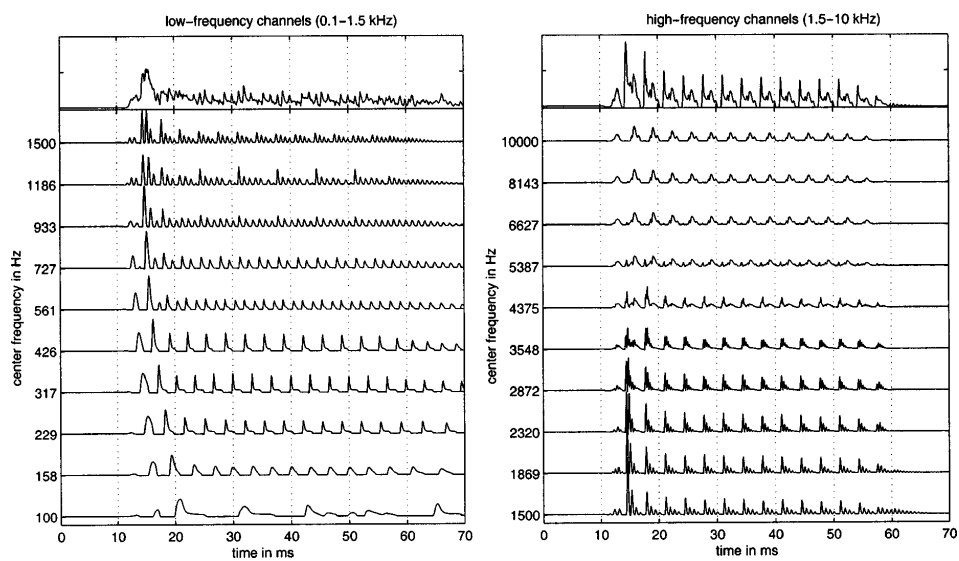 low-frequency channels (0.1-1.5 kHz)
center frequency in Hz
1500
1186
933
727
561
426
317
229
158
100
0 10 20 30 40 50 60 70
time in ms
high-frequency channels (1.5-10 kHz)
center frequency in Hz
10000
8143
6627
5387
4375
3548
2872
2320
1869
1500
0 10 20 30 40 50 60 70
time in ms